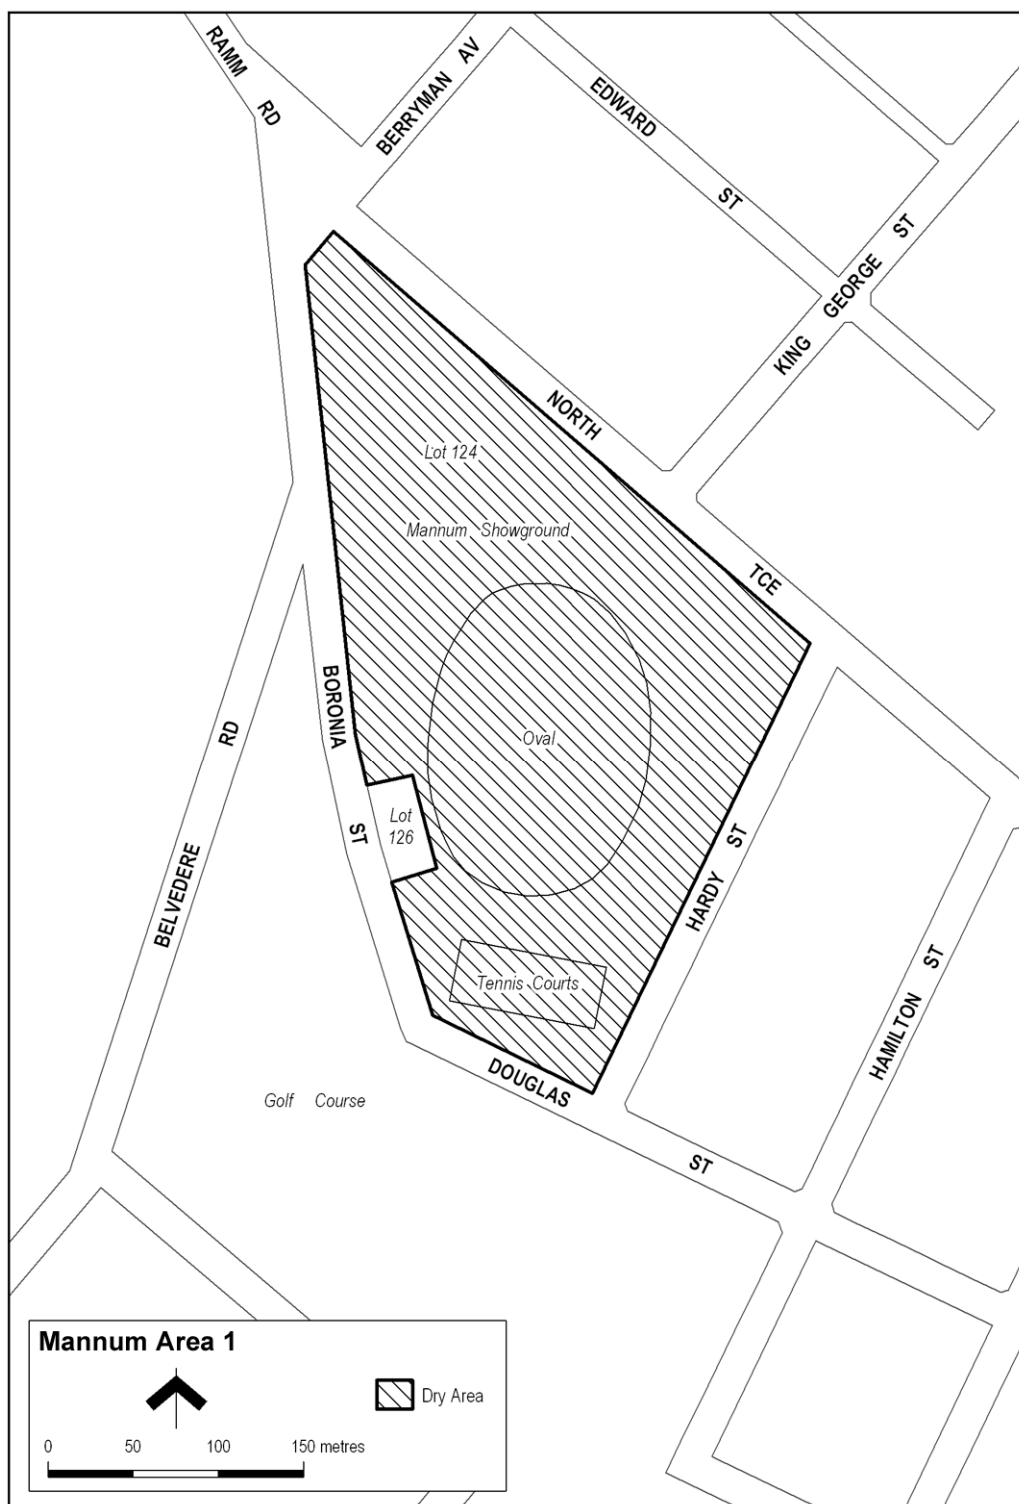 RAMM RD
BERRYMAN AV
EDWARD ST
KING GEORGE ST
NORTH TCE
Lot 124
Mannum Showground
Oval
BORONIA ST
Lot
126
HARDY ST
BELVEDERE RD
HAMILTON ST
Tennis Courts
DOUGLAS ST
Golf Course
Mannum Area 1
Dry Area
0 50 100 150 metres